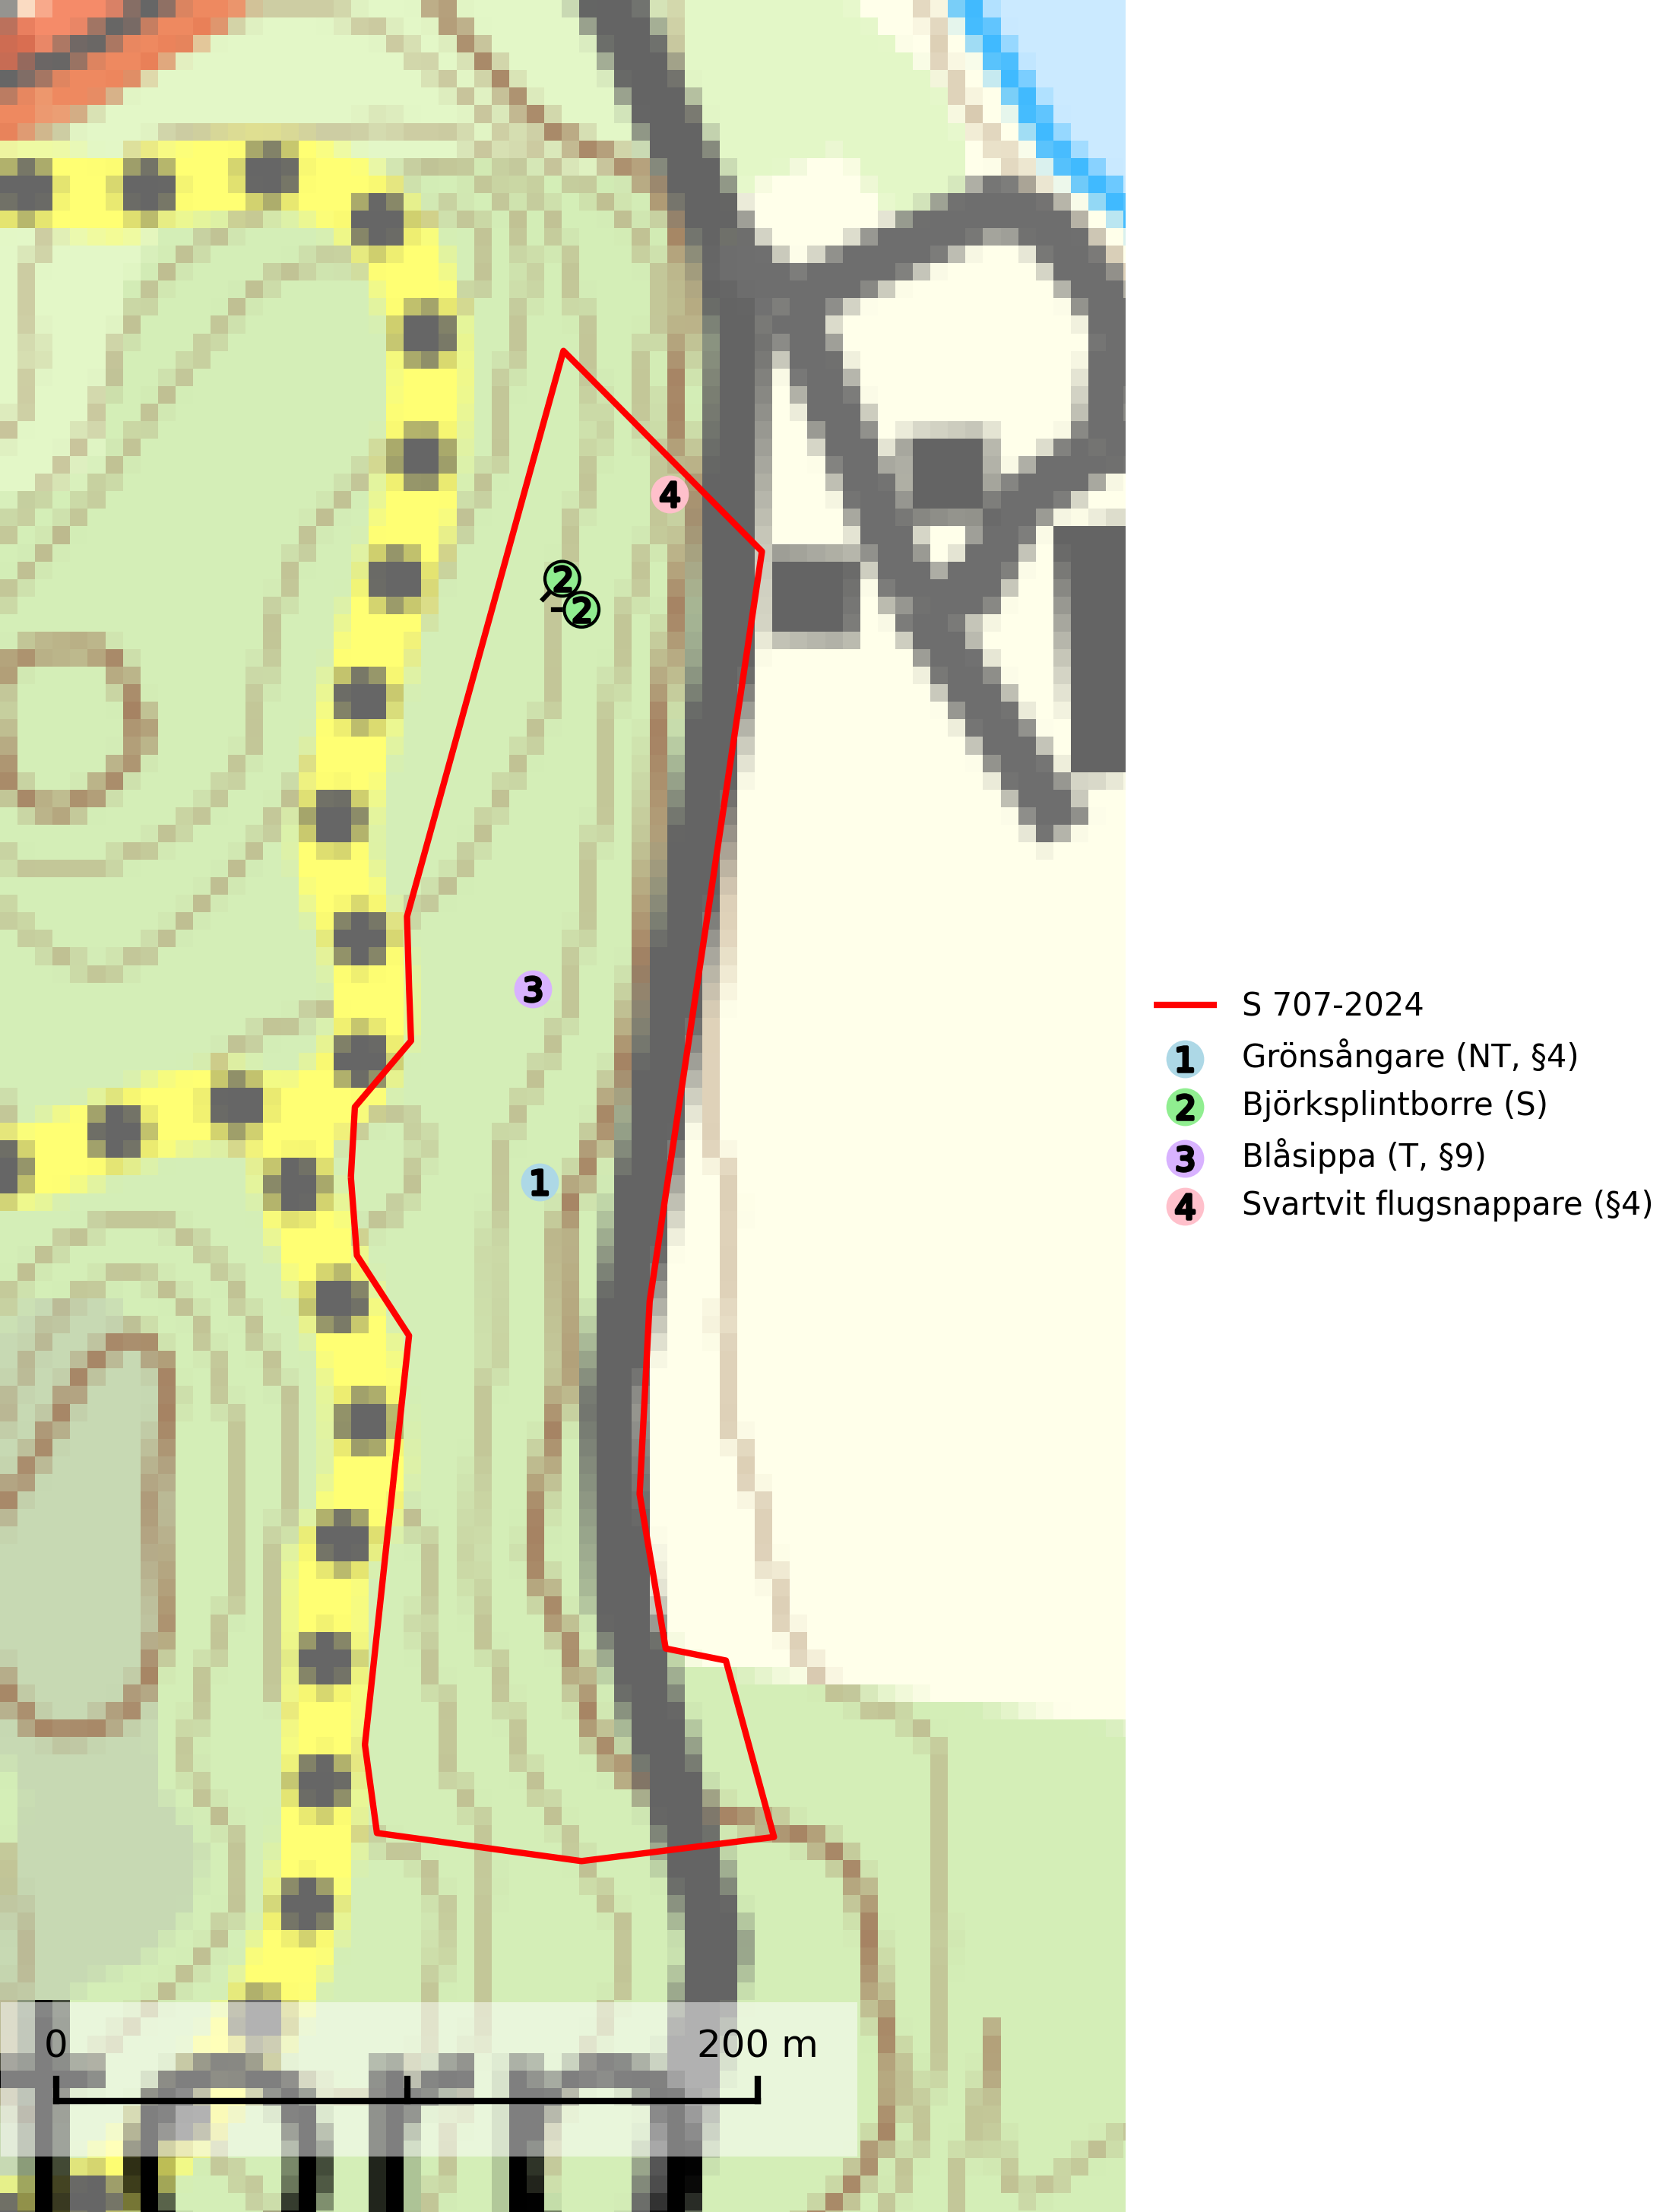 4
2
2
3
1
S 707-2024
1 Grönsångare (NT, §4)
2 Björksplintborre (S)
3 Blåsippa (T, §9)
4 Svartvit flugsnappare (§4)
0 200 m